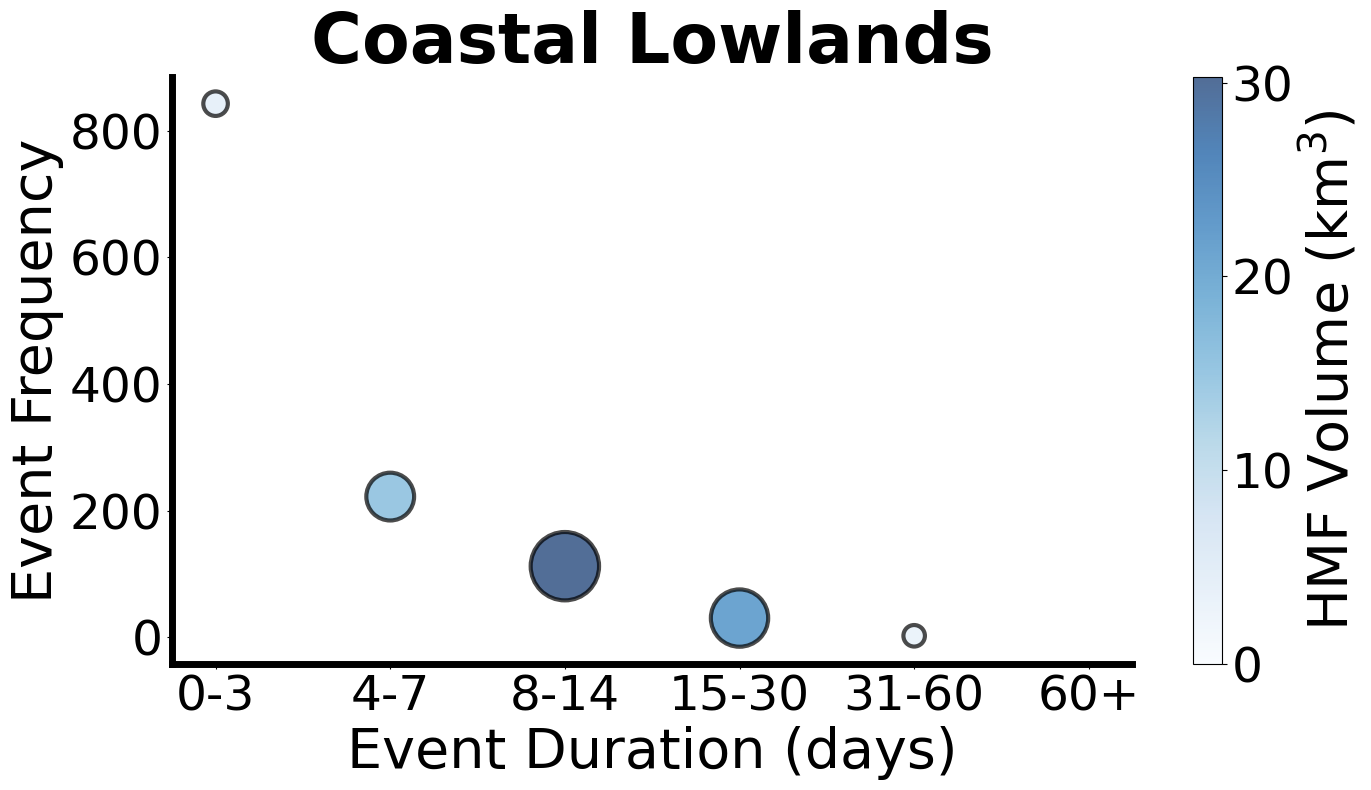 Coastal Lowlands
Event Frequency
800
600
400
200
0
0-3 4-7 8-14 15-30 31-60 60+
Event Duration (days)
30
20
10
0
HMF Volume (km³)